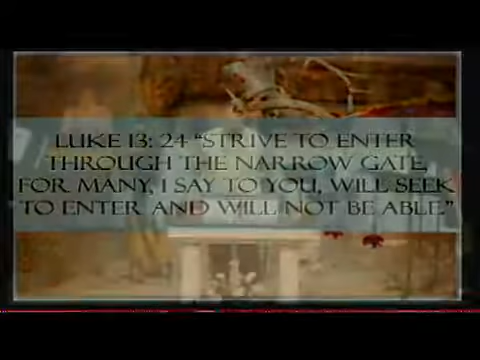 LUKE 13: 24 "STRIVE TO ENTER
THROUGH THE NARROW GATE,
FOR MANY, I SAY TO YOU, WILL SEEK
TO ENTER AND WILL NOT BE ABLE."